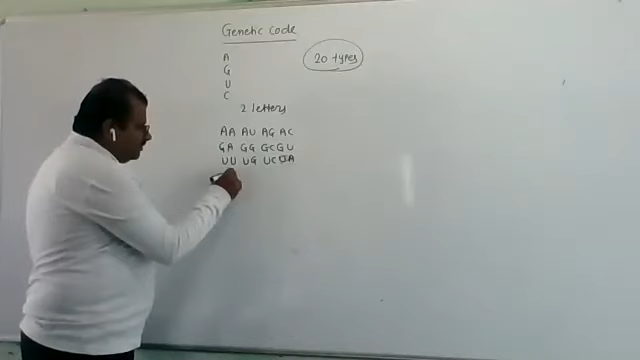 Genetic code
20 types
A
G
U
C
2 letters
AA AU AG AC
GA GG GC GU
UU UG UC UA